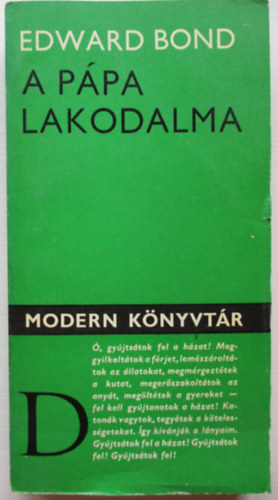 EDWARD BOND
A PÁPA
LAKODALMA
MODERN KÖNYVTÁR
Ó, gyújtsátok fel a házat! Meg-
gyilkoltátok a férjet, lemészárolta-
tok az állatokat, megmérgeztétek
a kutat, megerőszakoltátok az
anyát, megöltétek a gyereket —
fel kell gyújtanotok a házat! Ka-
tonák vagytok, tegyétek a köteles-
ségeteket. Így kívánják a lányaim.
Gyújtsátok fel a házat! Gyújtsátok
fel! Gyújtsátok fel!
D